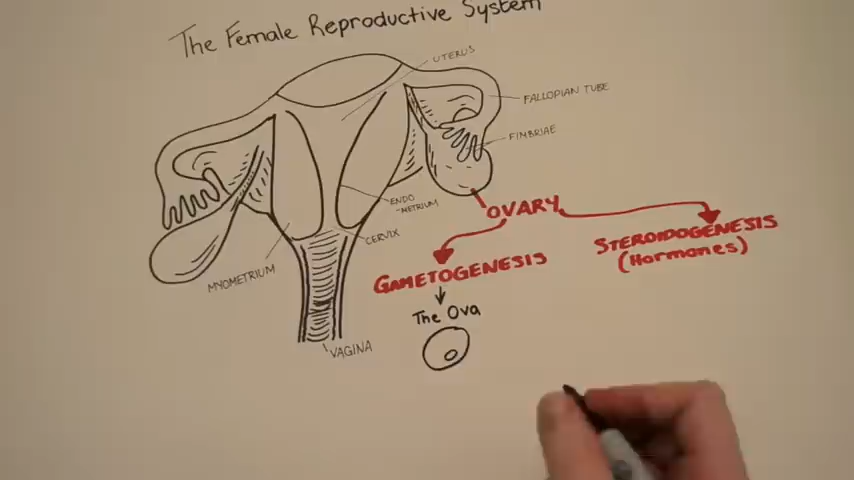 The Female Reproductive System
UTERUS
FALLOPIAN TUBE
FIMBRIAE
ENDO
-METRIUM
OVARY
CERVIX
STEROIDOGENESIS
(Hormones)
MYOMETRIUM
GAMETOGENESIS
The Ova
VAGINA